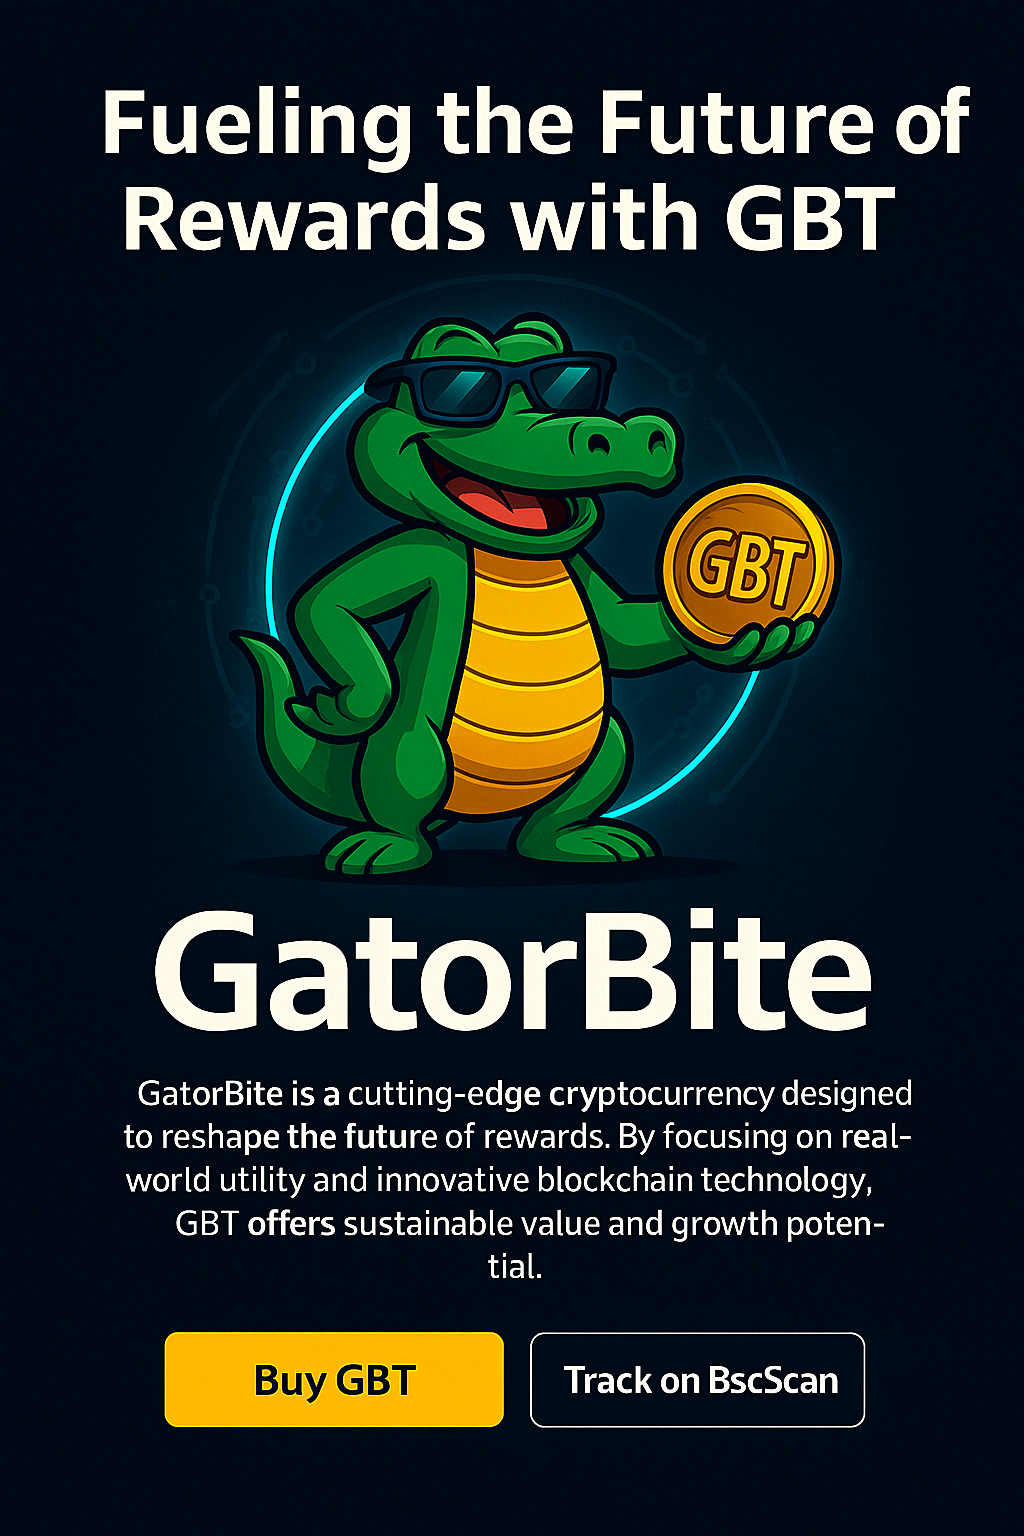 Fueling the Future of
Rewards with GBT
GBT
GatorBite
GatorBite is a cutting-edge cryptocurrency designed
to reshape the future of rewards. By focusing on real-
world utility and innovative blockchain technology,
GBT offers sustainable value and growth poten-
tial.
Buy GBT
Track on BscScan